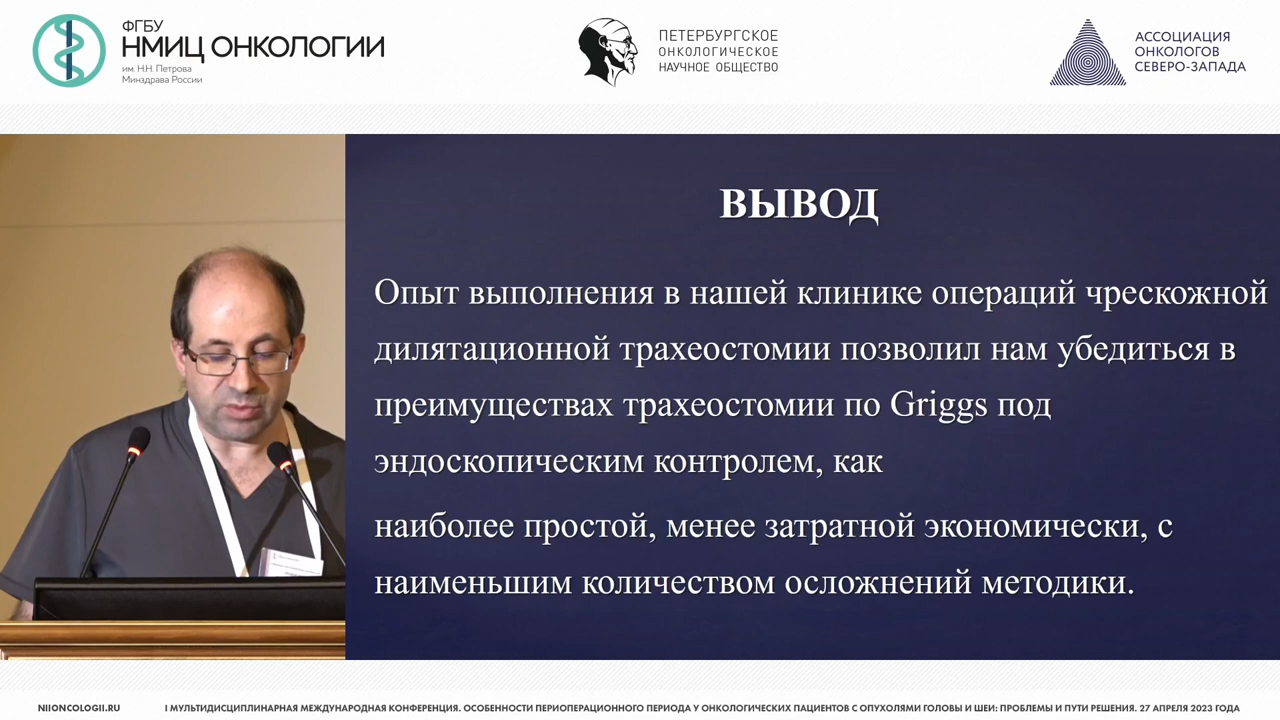 ФГБУ
НМИЦ ОНКОЛОГИИ
им. Н.Н. Петрова
Минздрава России
ПЕТЕРБУРГСКОЕ
ОНКОЛОГИЧЕСКОЕ
НАУЧНОЕ ОБЩЕСТВО
АССОЦИАЦИЯ
ОНКОЛОГОВ
СЕВЕРО-ЗАПАДА
ВЫВОД
Опыт выполнения в нашей клинике операций чрескожной
дилятационной трахеостомии позволил нам убедиться в
преимуществах трахеостомии по Griggs под
эндоскопическим контролем, как
наиболее простой, менее затратной экономически, с
наименьшим количеством осложнений методики.
NIIONCOLOGII.RU
I МУЛЬТИДИСЦИПЛИНАРНАЯ МЕЖДУНАРОДНАЯ КОНФЕРЕНЦИЯ. ОСОБЕННОСТИ ПЕРИОПЕРАЦИОННОГО ПЕРИОДА У ОНКОЛОГИЧЕСКИХ ПАЦИЕНТОВ С ОПУХОЛЯМИ ГОЛОВЫ И ШЕИ: ПРОБЛЕМЫ И ПУТИ РЕШЕНИЯ. 27 АПРЕЛЯ 2023 ГОДА